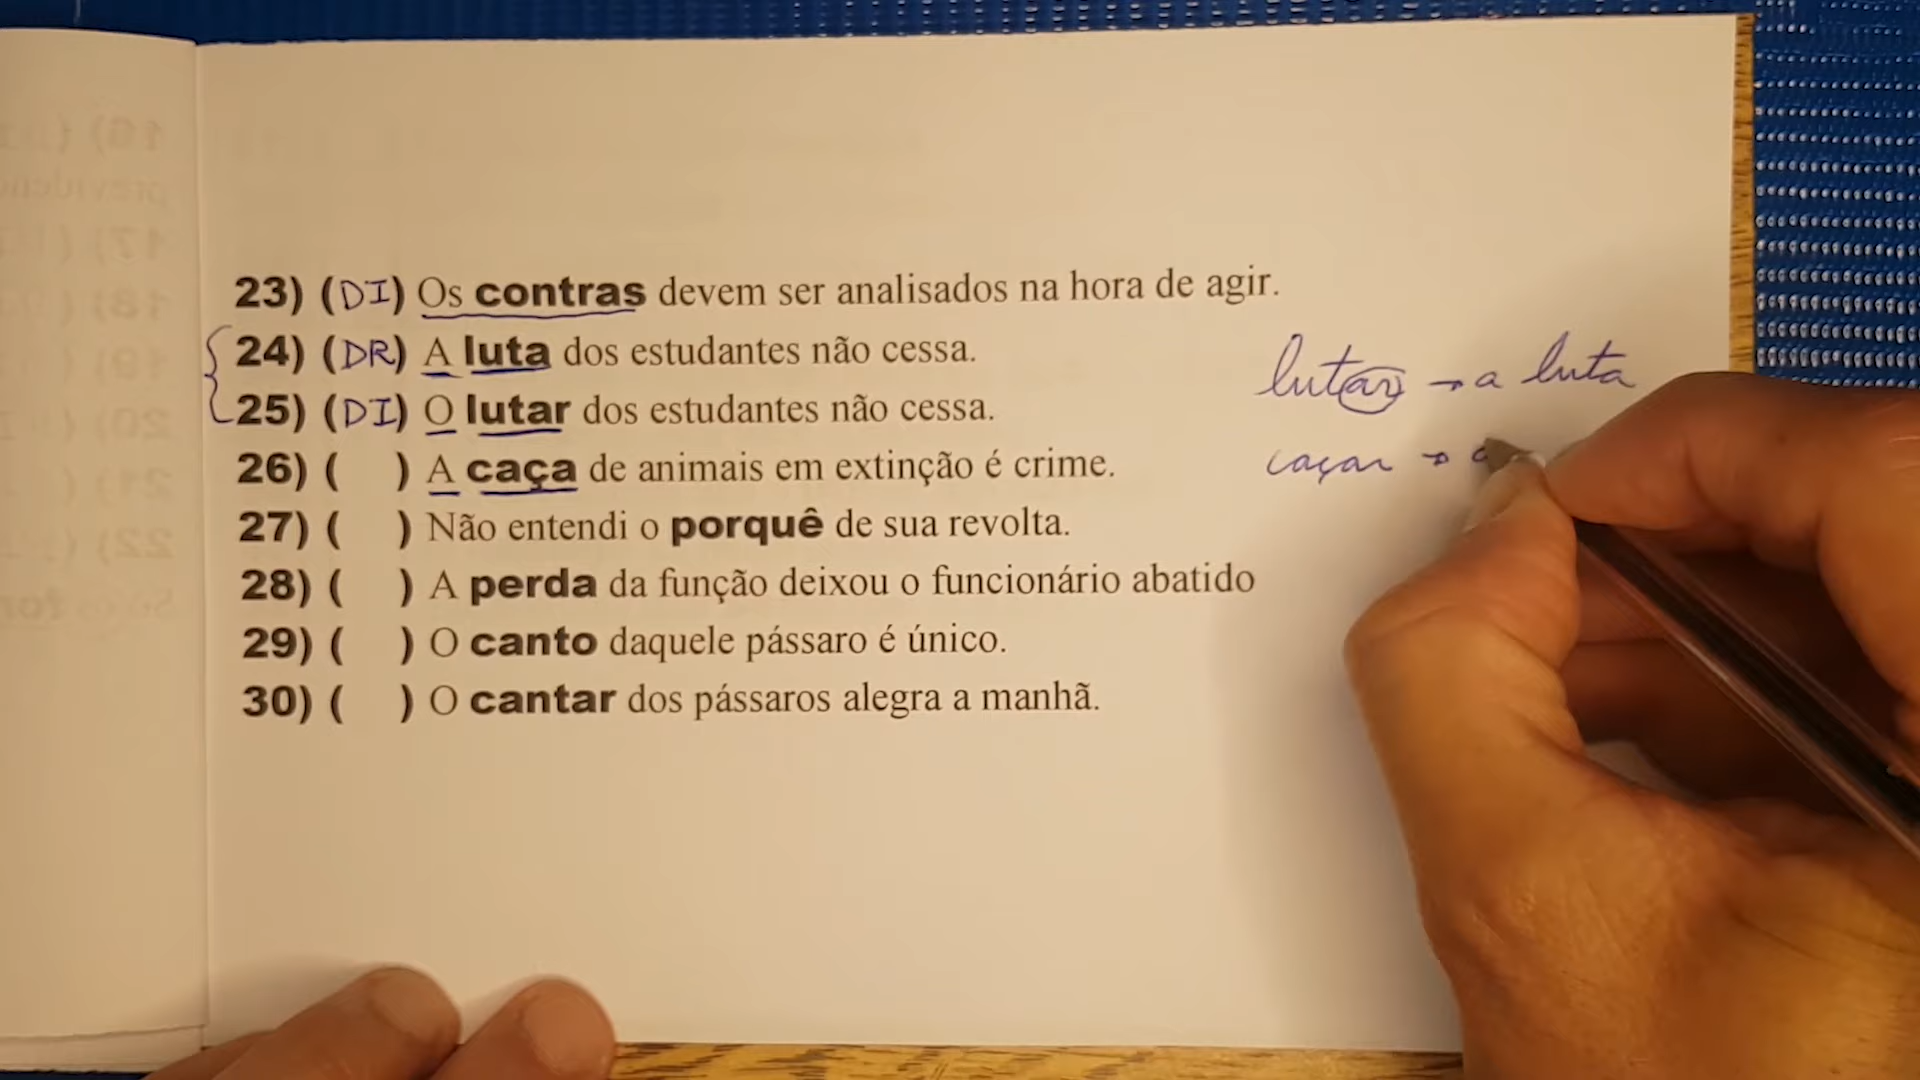 23) (DI) Os contras devem ser analisados na hora de agir.
24) (DR) A luta dos estudantes não cessa.
25) (DI) O lutar dos estudantes não cessa.
26) ( ) A caça de animais em extinção é crime.
27) ( ) Não entendi o porquê de sua revolta.
28) ( ) A perda da função deixou o funcionário abatido
29) ( ) O canto daquele pássaro é único.
30) ( ) O cantar dos pássaros alegra a manhã.
lutar → a luta
caçar → a